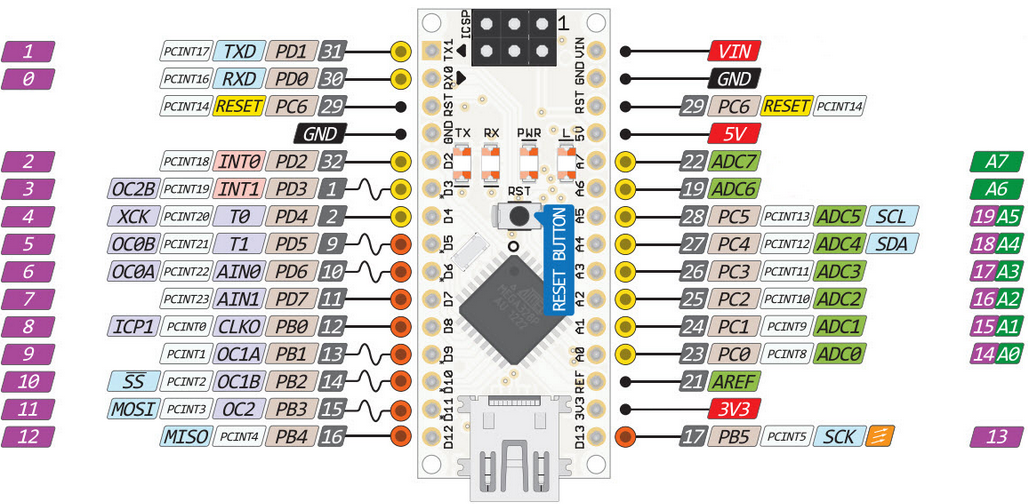 ICSP 1
1 PCINT17 TXD PD1 31 TX1 VIN VIN
0 PCINT16 RXD PD0 30 RX0 GND GND
PCINT14 RESET PC6 29 RST RST 29 PC6 RESET PCINT14
GND GND 5V 5V
TX RX PWR L
2 PCINT18 INT0 PD2 32 D2 A7 22 ADC7 A7
3 OC2B PCINT19 INT1 PD3 1 *D3 A6 19 ADC6 A6
RST
4 XCK PCINT20 T0 PD4 2 D4 A5 28 PC5 PCINT13 ADC5 SCL 19 A5
5 OC0B PCINT21 T1 PD5 9 *D5 A4 27 PC4 PCINT12 ADC4 SDA 18 A4
6 OC0A PCINT22 AIN0 PD6 10 *D6 A3 26 PC3 PCINT11 ADC3 17 A3
RESET BUTTON
7 PCINT23 AIN1 PD7 11 D7 A2 25 PC2 PCINT10 ADC2 16 A2
8 ICP1 PCINT0 CLKO PB0 12 D8 A1 24 PC1 PCINT9 ADC1 15 A1
9 PCINT1 OC1A PB1 13 *D9 A0 23 PC0 PCINT8 ADC0 14 A0
10 SS PCINT2 OC1B PB2 14 *D10 REF 21 AREF
11 MOSI PCINT3 OC2 PB3 15 *D11 3V3 3V3
12 MISO PCINT4 PB4 16 D12 D13 17 PB5 PCINT5 SCK 13